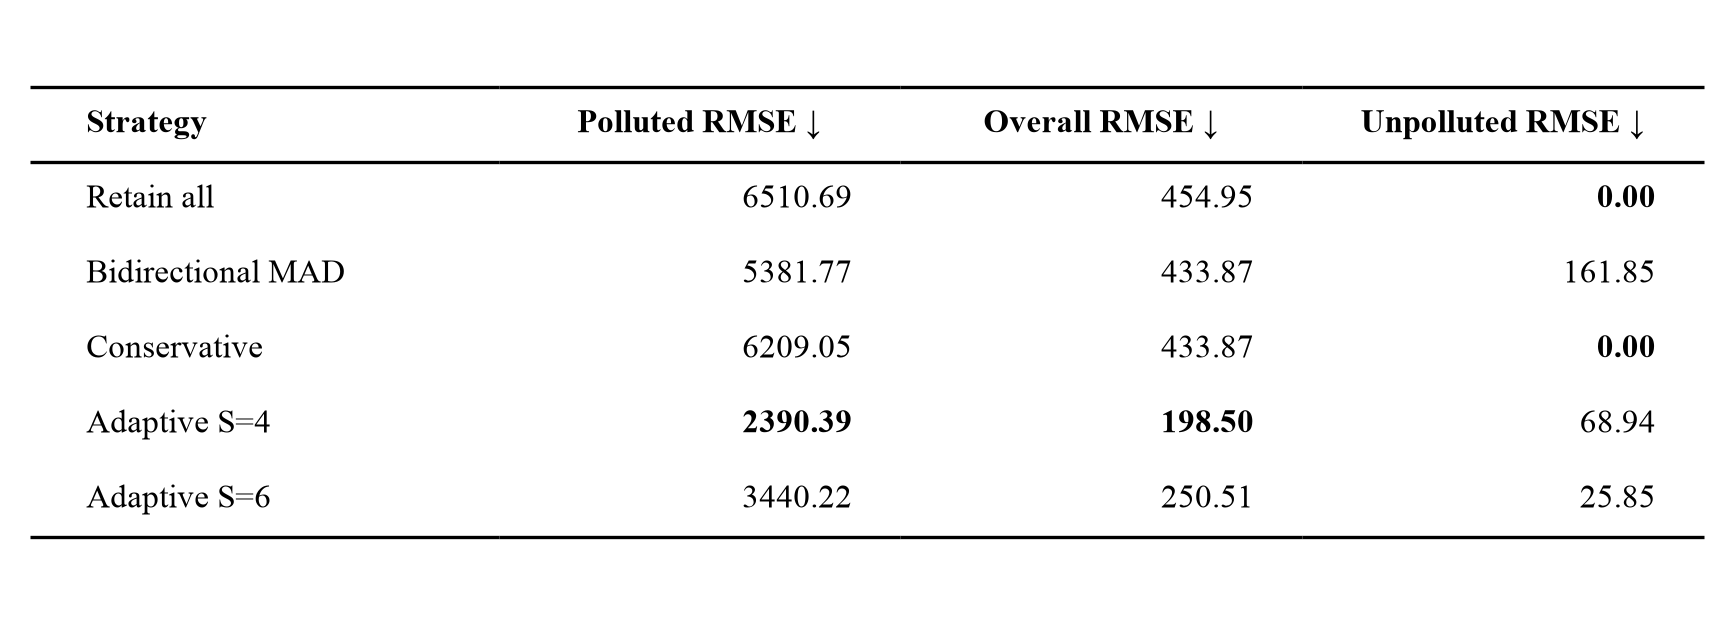 Strategy Polluted RMSE ↓ Overall RMSE ↓ Unpolluted RMSE ↓
Retain all 6510.69 454.95 0.00
Bidirectional MAD 5381.77 433.87 161.85
Conservative 6209.05 433.87 0.00
Adaptive S=4 2390.39 198.50 68.94
Adaptive S=6 3440.22 250.51 25.85